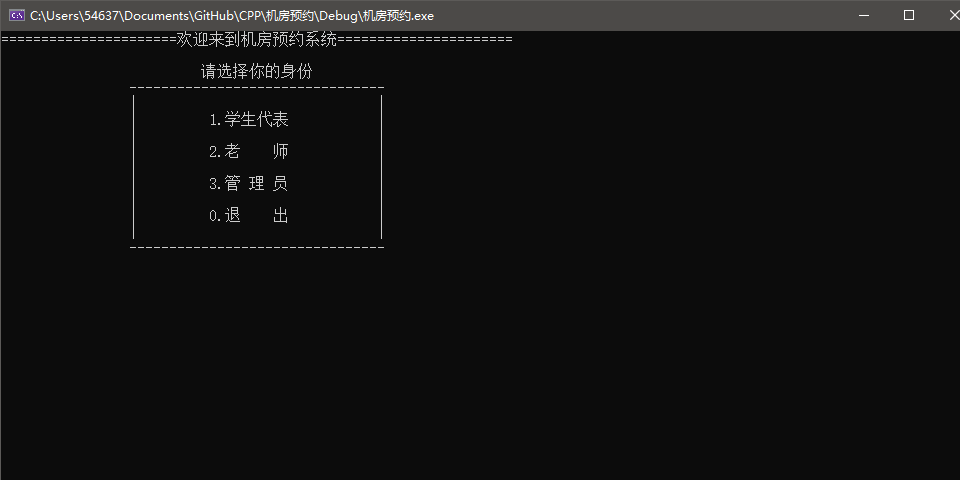 C:\Users\54637\Documents\GitHub\CPP\机房预约\Debug\机房预约.exe
======================欢迎来到机房预约系统======================
请选择你的身份
--------------------------------
1.学生代表
2.老    师
3.管 理 员
0.退    出
--------------------------------